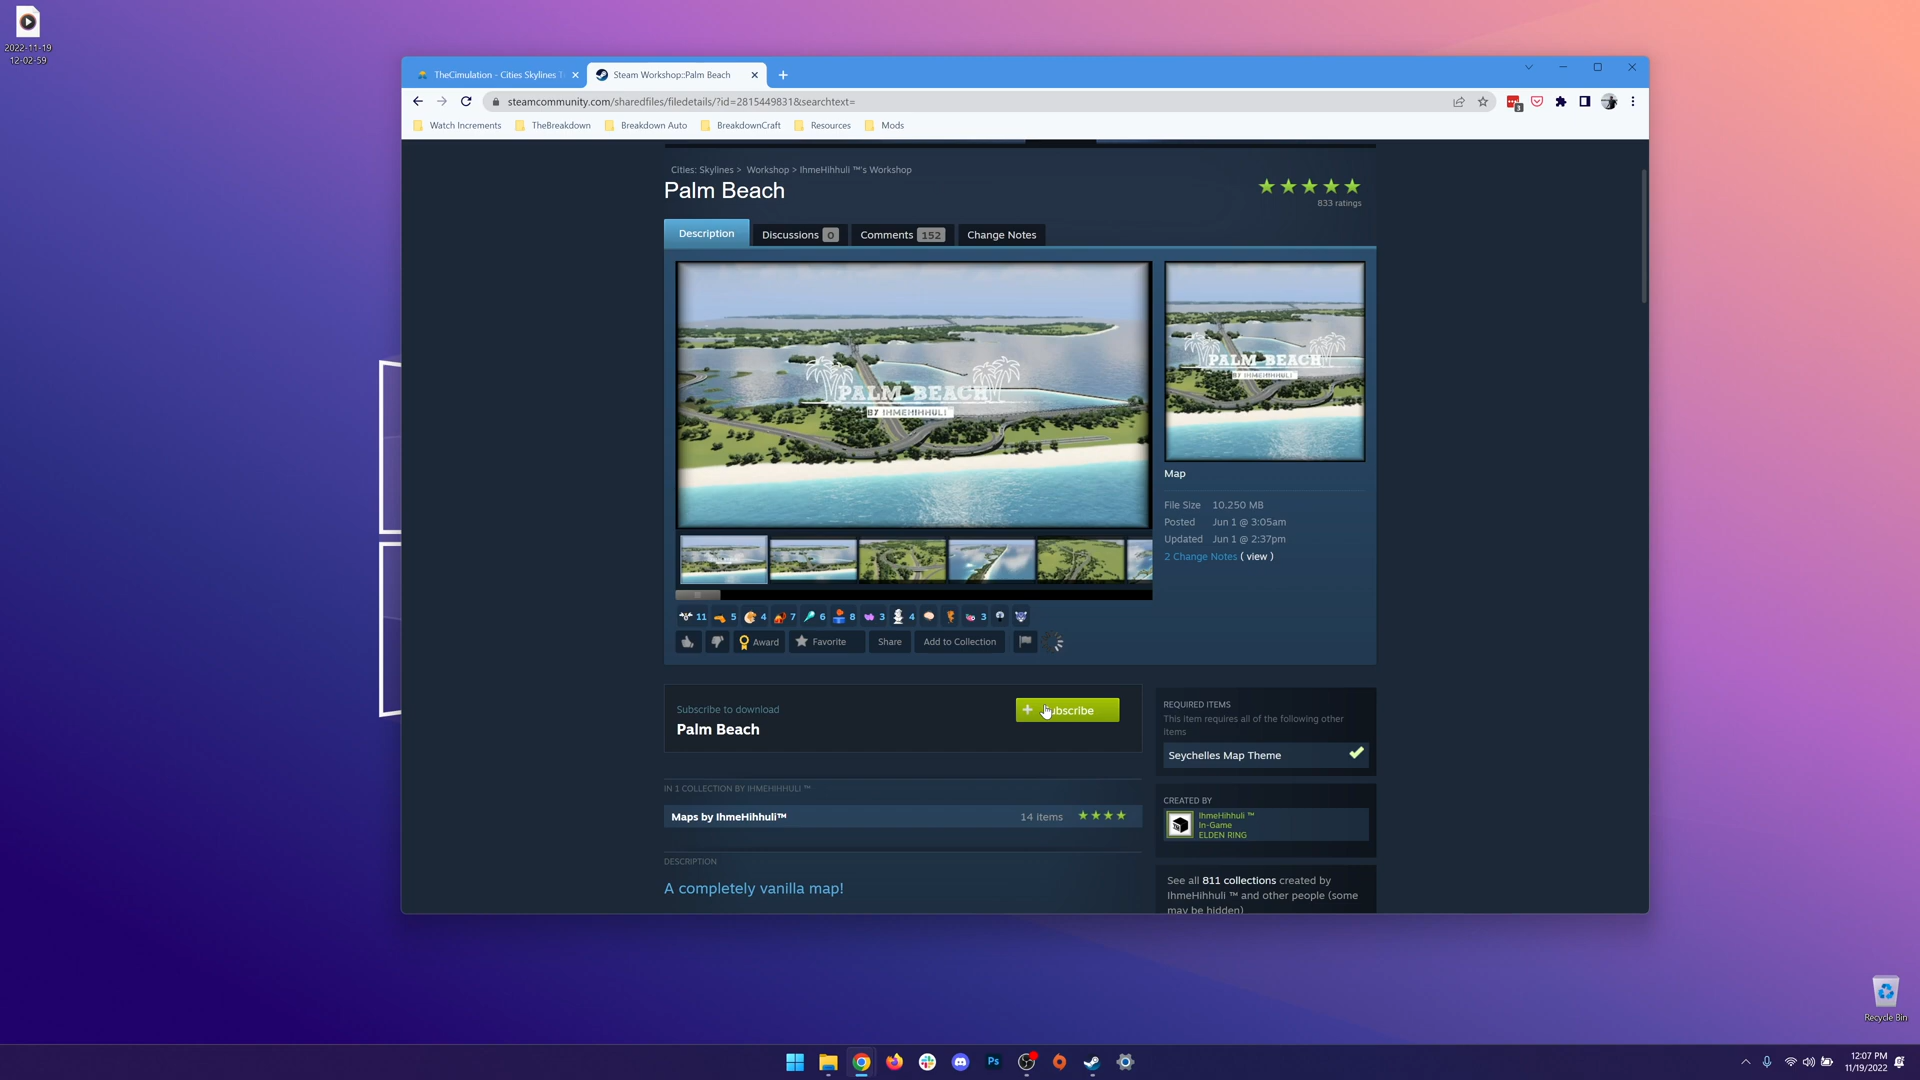 2022-11-19
12-02-59
TheCimulation - Cities Skylines T
Steam Workshop::Palm Beach
steamcommunity.com/sharedfiles/filedetails/?id=2815449831&searchtext=
3
Watch Increments
TheBreakdown
Breakdown Auto
BreakdownCraft
Resources
Mods
Cities: Skylines > Workshop > IhmeHihhuli ™'s Workshop
Palm Beach
833 ratings
Description
Discussions 0
Comments 152
Change Notes
PALM BEACH
BY IHMEHIHHULI™
PALM BEACH
BY IHMEHIHHULI
Map
File Size 10.250 MB
Posted Jun 1 @ 3:05am
Updated Jun 1 @ 2:37pm
2 Change Notes ( view )
11 5 4 7 6 8 3 4 3
Award
Favorite
Share
Add to Collection
Subscribe to download
Palm Beach
+ ubscribe
REQUIRED ITEMS
This item requires all of the following other
items
Seychelles Map Theme
IN 1 COLLECTION BY IHMEHIHHULI ™
Maps by IhmeHihhuli™ 14 items
CREATED BY
IhmeHihhuli ™
In-Game
ELDEN RING
DESCRIPTION
A completely vanilla map!
See all 811 collections created by
IhmeHihhuli ™ and other people (some
may be hidden)
Recycle Bin
Ps
12:07 PM
11/19/2022